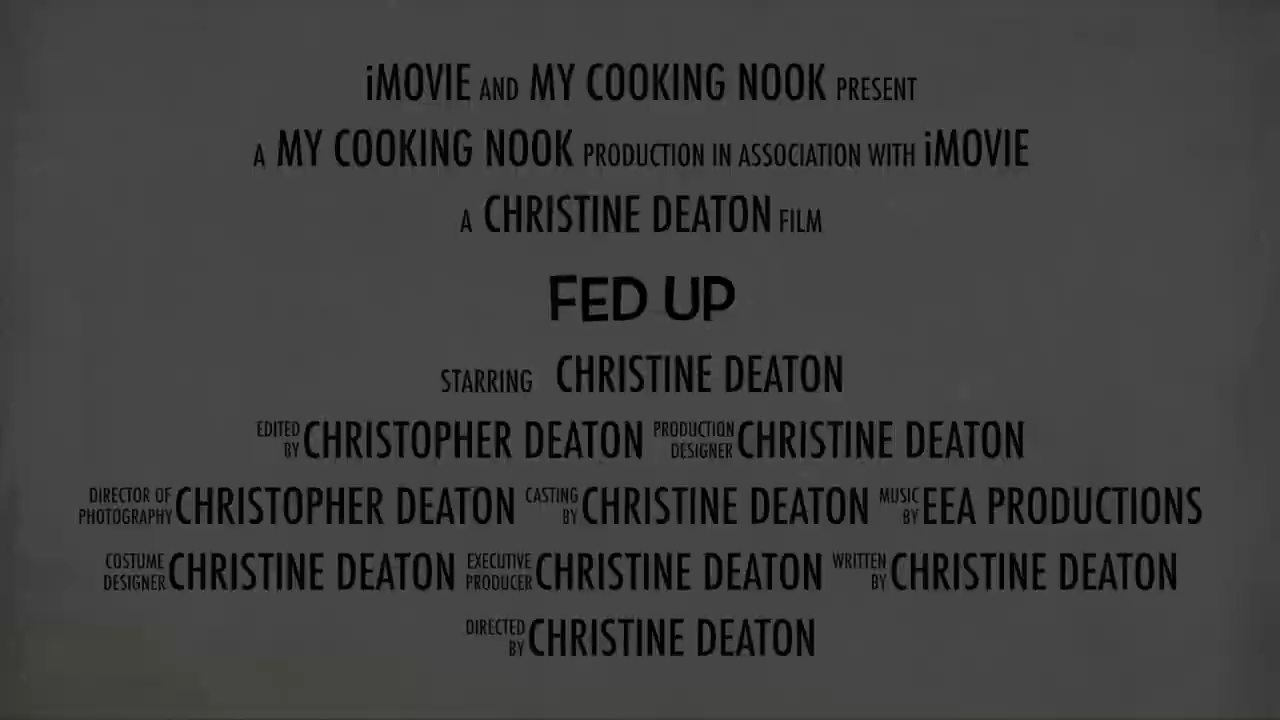 iMOVIE AND MY COOKING NOOK PRESENT
A MY COOKING NOOK PRODUCTION IN ASSOCIATION WITH iMOVIE
A CHRISTINE DEATON FILM
FED UP
STARRING CHRISTINE DEATON
EDITED BY CHRISTOPHER DEATON PRODUCTION DESIGNER CHRISTINE DEATON
DIRECTOR OF PHOTOGRAPHY CHRISTOPHER DEATON CASTING BY CHRISTINE DEATON MUSIC BY EEA PRODUCTIONS
COSTUME DESIGNER CHRISTINE DEATON EXECUTIVE PRODUCER CHRISTINE DEATON WRITTEN BY CHRISTINE DEATON
DIRECTED BY CHRISTINE DEATON